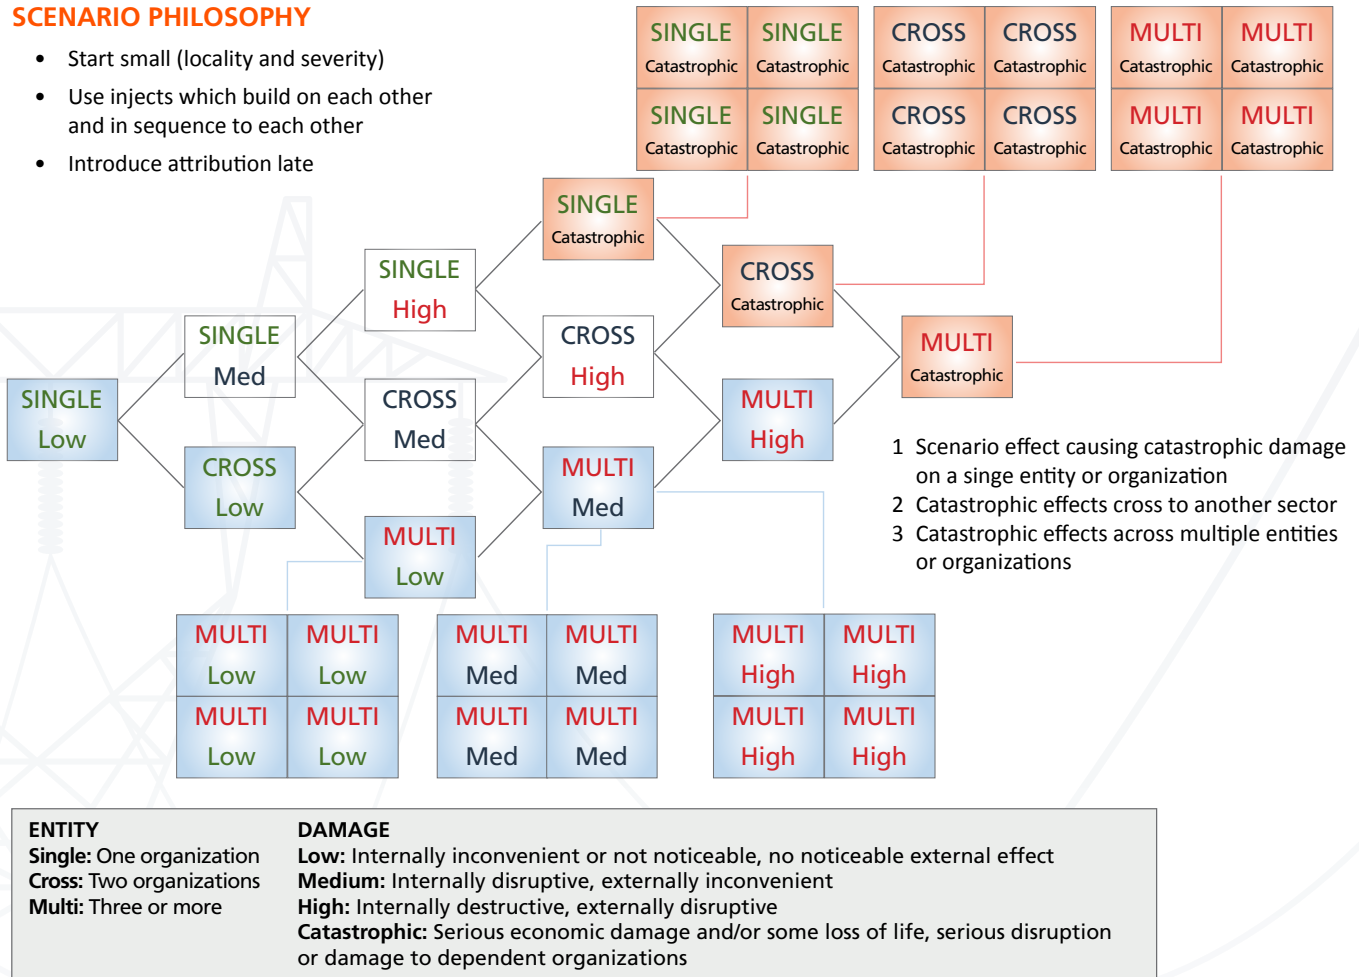 SCENARIO PHILOSOPHY
• Start small (locality and severity)
• Use injects which build on each other
and in sequence to each other
• Introduce attribution late
SINGLE SINGLE
Catastrophic Catastrophic
SINGLE SINGLE
Catastrophic Catastrophic
CROSS CROSS
Catastrophic Catastrophic
CROSS CROSS
Catastrophic Catastrophic
MULTI MULTI
Catastrophic Catastrophic
MULTI MULTI
Catastrophic Catastrophic
SINGLE
Low
SINGLE
Med
CROSS
Low
SINGLE
High
CROSS
Med
MULTI
Low
SINGLE
Catastrophic
CROSS
High
MULTI
Med
CROSS
Catastrophic
MULTI
High
MULTI
Catastrophic
1 Scenario effect causing catastrophic damage
on a singe entity or organization
2 Catastrophic effects cross to another sector
3 Catastrophic effects across multiple entities
or organizations
MULTI MULTI
Low Low
MULTI MULTI
Low Low
MULTI MULTI
Med Med
MULTI MULTI
Med Med
MULTI MULTI
High High
MULTI MULTI
High High
ENTITY
Single: One organization
Cross: Two organizations
Multi: Three or more
DAMAGE
Low: Internally inconvenient or not noticeable, no noticeable external effect
Medium: Internally disruptive, externally inconvenient
High: Internally destructive, externally disruptive
Catastrophic: Serious economic damage and/or some loss of life, serious disruption
or damage to dependent organizations